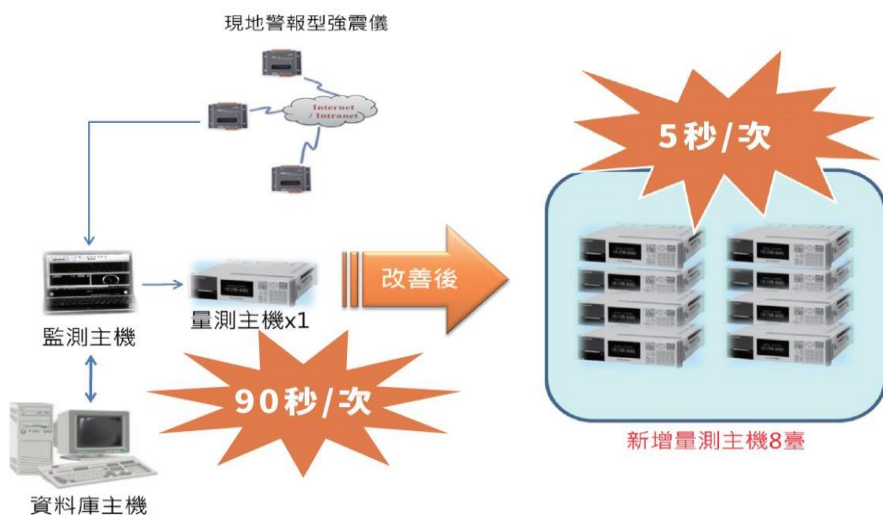 現地警報型強震儀
Internet
/ Intranet
5秒/次
監測主機
量測主機x1
改善後
90秒/次
資料庫主機
新增量測主機8臺